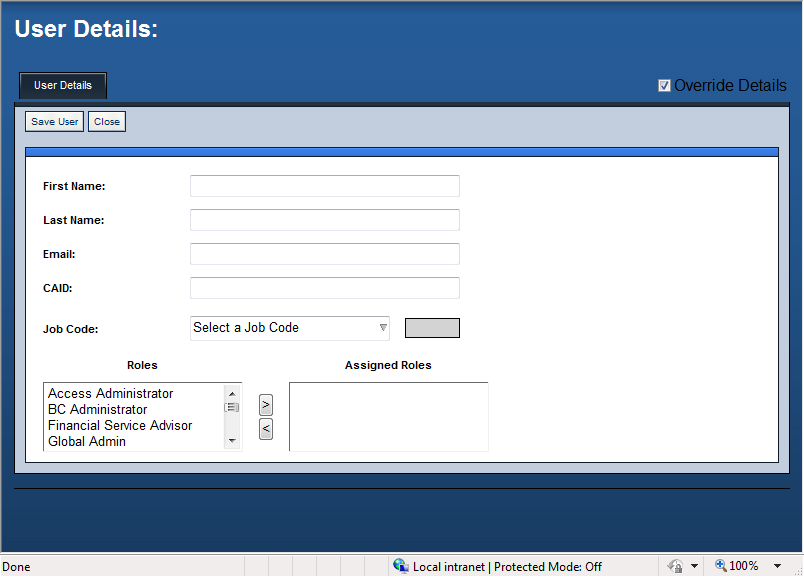 User Details:
User Details
Override Details
Save User
Close
First Name:
Last Name:
Email:
CAID:
Job Code:
Select a Job Code
Roles
Assigned Roles
Access Administrator
BC Administrator
Financial Service Advisor
Global Admin
>
<
Done
Local intranet | Protected Mode: Off
100%